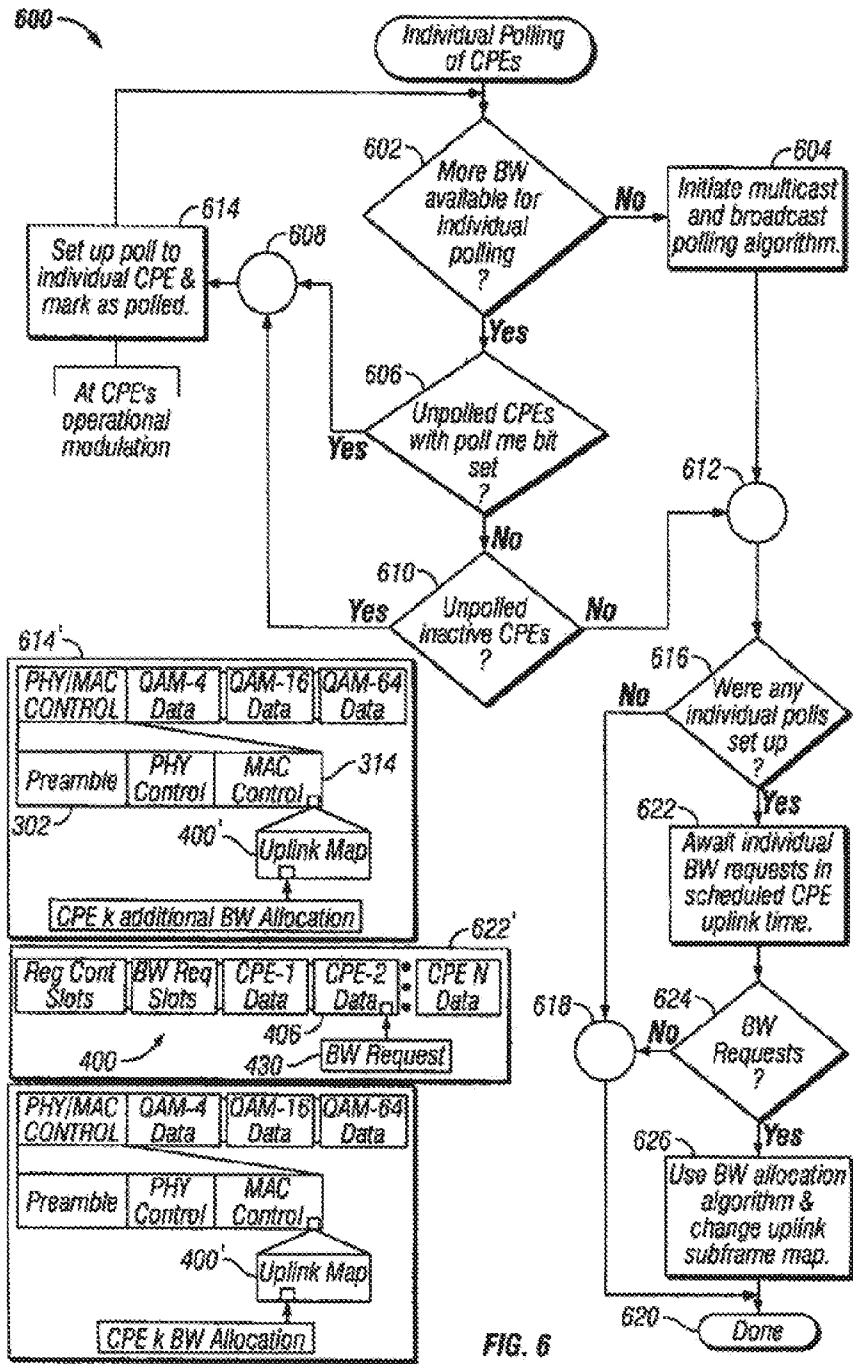 600
Individual Polling
of CPEs
602
More BW
available for
individual
polling
?
No
604
Initiate multicast
and broadcast
polling algorithm.
614
Set up poll to
individual CPE &
mark as polled.
608
Yes
At CPE's
operational
modulation
606
Unpolled CPEs
with poll me bit
set
?
Yes
No
612
610
Unpolled
inactive CPEs
?
Yes
No
616
Were any
individual polls
set up
?
No
Yes
622
Await individual
BW requests in
scheduled CPE
uplink time.
618
624
BW
Requests
?
No
Yes
626
Use BW allocation
algorithm &
change uplink
subframe map.
620
Done
614'
PHY/MAC
CONTROL
QAM-4
Data
QAM-16
Data
QAM-64
Data
Preamble
PHY
Control
MAC
Control
314
302
400'
Uplink Map
CPE k additional BW Allocation
622'
Reg Cont
Slots
BW Req
Slots
CPE-1
Data
CPE-2
Data
CPE N
Data
406
400
430
BW Request
PHY/MAC
CONTROL
QAM-4
Data
QAM-16
Data
QAM-64
Data
Preamble
PHY
Control
MAC
Control
400'
Uplink Map
CPE k BW Allocation
FIG. 6